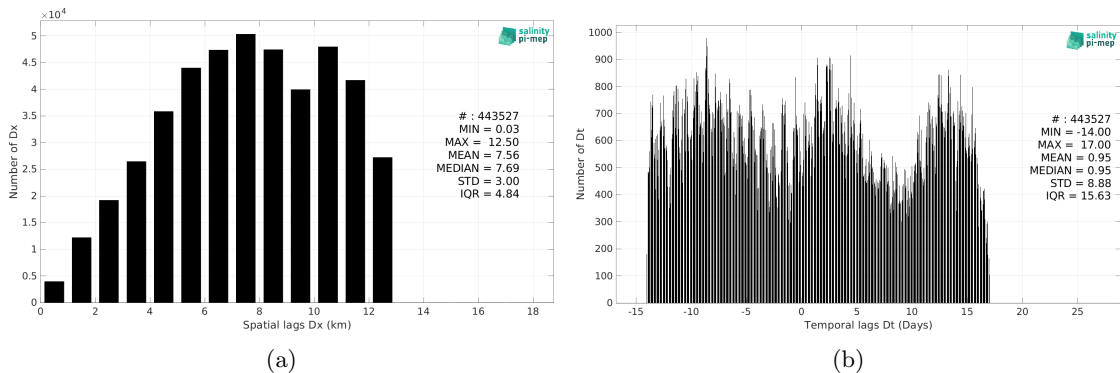 ×10⁴
5
4.5
4
3.5
3
2.5
2
1.5
1
0.5
0
Number of Dx
salinity
pi-mep
# : 443527
MIN = 0.03
MAX = 12.50
MEAN = 7.56
MEDIAN = 7.69
STD = 3.00
IQR = 4.84
0 2 4 6 8 10 12 14 16 18
Spatial lags Dx (km)
(a)
1000
900
800
700
600
500
400
300
200
100
0
Number of Dt
salinity
pi-mep
# : 443527
MIN = -14.00
MAX = 17.00
MEAN = 0.95
MEDIAN = 0.95
STD = 8.88
IQR = 15.63
-15 -10 -5 0 5 10 15 20 25
Temporal lags Dt (Days)
(b)